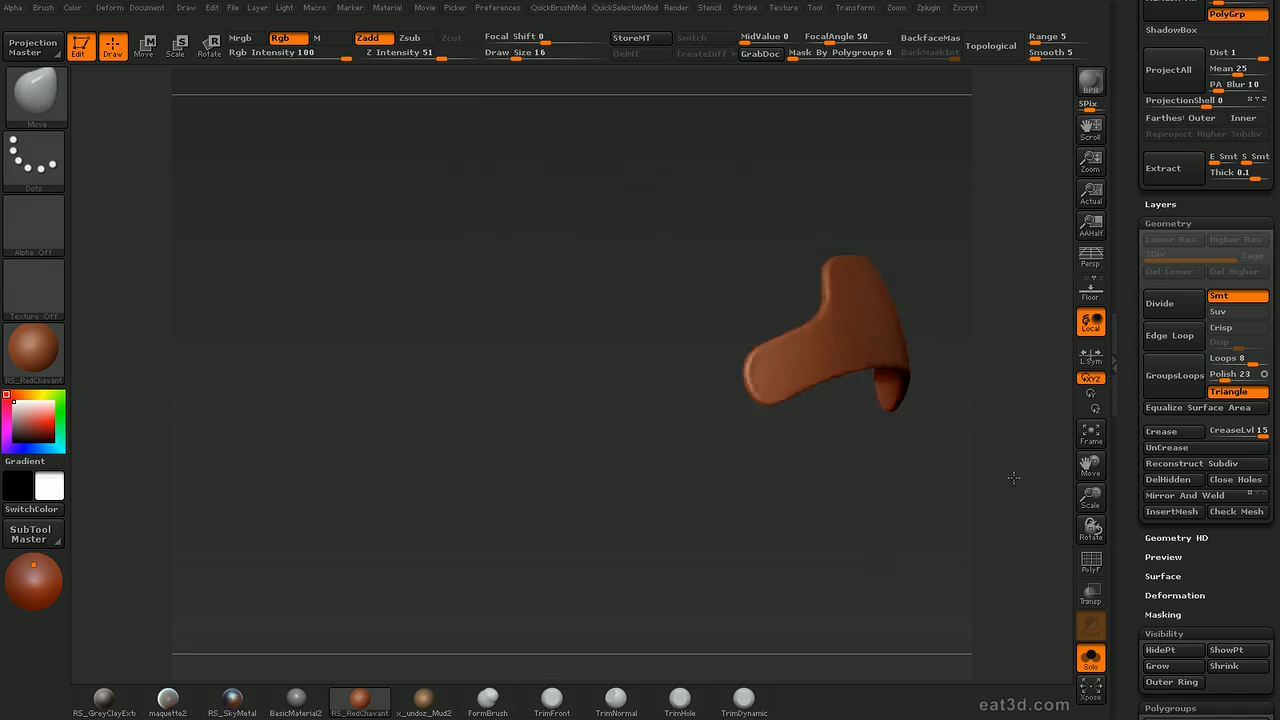 Alpha Brush Color Deform Document Draw Edit File Layer Light Macro Marker Material Movie Picker Preferences QuickBrushMod QuickSelectionMod Render Stencil Stroke Texture Tool Transform Zoom Zplugin Zscript
Projection Master
Edit
Draw
Move
Scale
Rotate
Mrgb Rgb M
Rgb Intensity 100
Zadd Zsub Zcut
Z Intensity 51
Focal Shift 0
Draw Size 16
StoreMT Switch
DelMT CreateDiff
MidValue 0
GrabDoc
FocalAngle 50
Mask By Polygroups 0
BackfaceMas
BackMaskInt
Topological
Range 5
Smooth 5
Move
Dots
Alpha Off
Texture Off
RS_RedChavant
Gradient
SwitchColor
SubTool Master
BPR
SPix
Scroll
Zoom
Actual
AAHalf
Persp
Floor
Local
L.Sym
XYZ
Frame
Move
Scale
Rotate
PolyF
Transp
Solo
Xpose
PolyGrp
ShadowBox
ProjectAll
Dist 1
Mean 25
PA Blur 10
ProjectionShell 0
Farthest Outer Inner
Reproject Higher Subdiv
Extract
E Smt S Smt
Thick 0.1
Layers
Geometry
Lower Res Higher Res
SDiv Cage
Del Lower Del Higher
Divide
Smt
Suv
Edge Loop
Crisp
Disp
GroupsLoops
Loops 8
Polish 23
Triangle
Equalize Surface Area
Crease CreaseLvl 15
UnCrease
Reconstruct Subdiv
DelHidden Close Holes
Mirror And Weld
InsertMesh Check Mesh
Geometry HD
Preview
Surface
Deformation
Masking
Visibility
HidePt ShowPt
Grow Shrink
Outer Ring
Polygroups
RS_GreyClayExt maquette2 RS_SkyMetal BasicMaterial2 RS_RedChavant x_undoz_Mud2 FormBrush TrimFront TrimNormal TrimHole TrimDynamic
eat3d.com